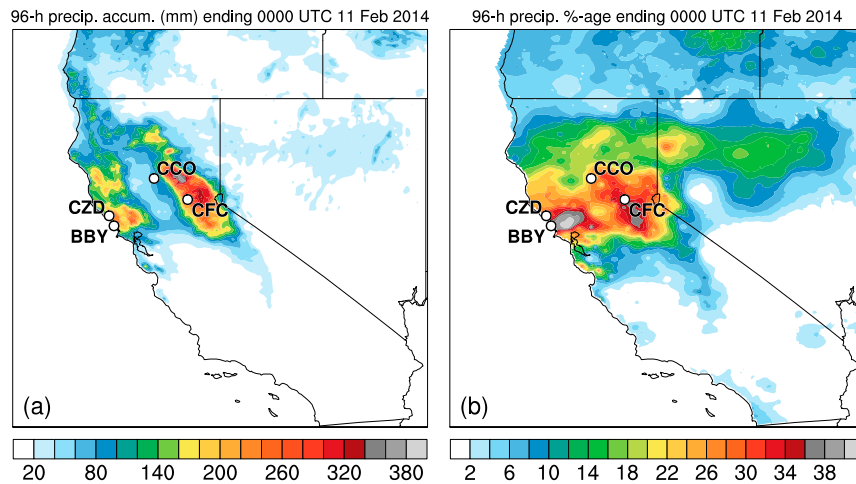 96-h precip. accum. (mm) ending 0000 UTC 11 Feb 2014
96-h precip. %-age ending 0000 UTC 11 Feb 2014
CCO
CFC
CZD
BBY
(a)
20 80 140 200 260 320 380
CCO
CFC
CZD
BBY
(b)
2 6 10 14 18 22 26 30 34 38